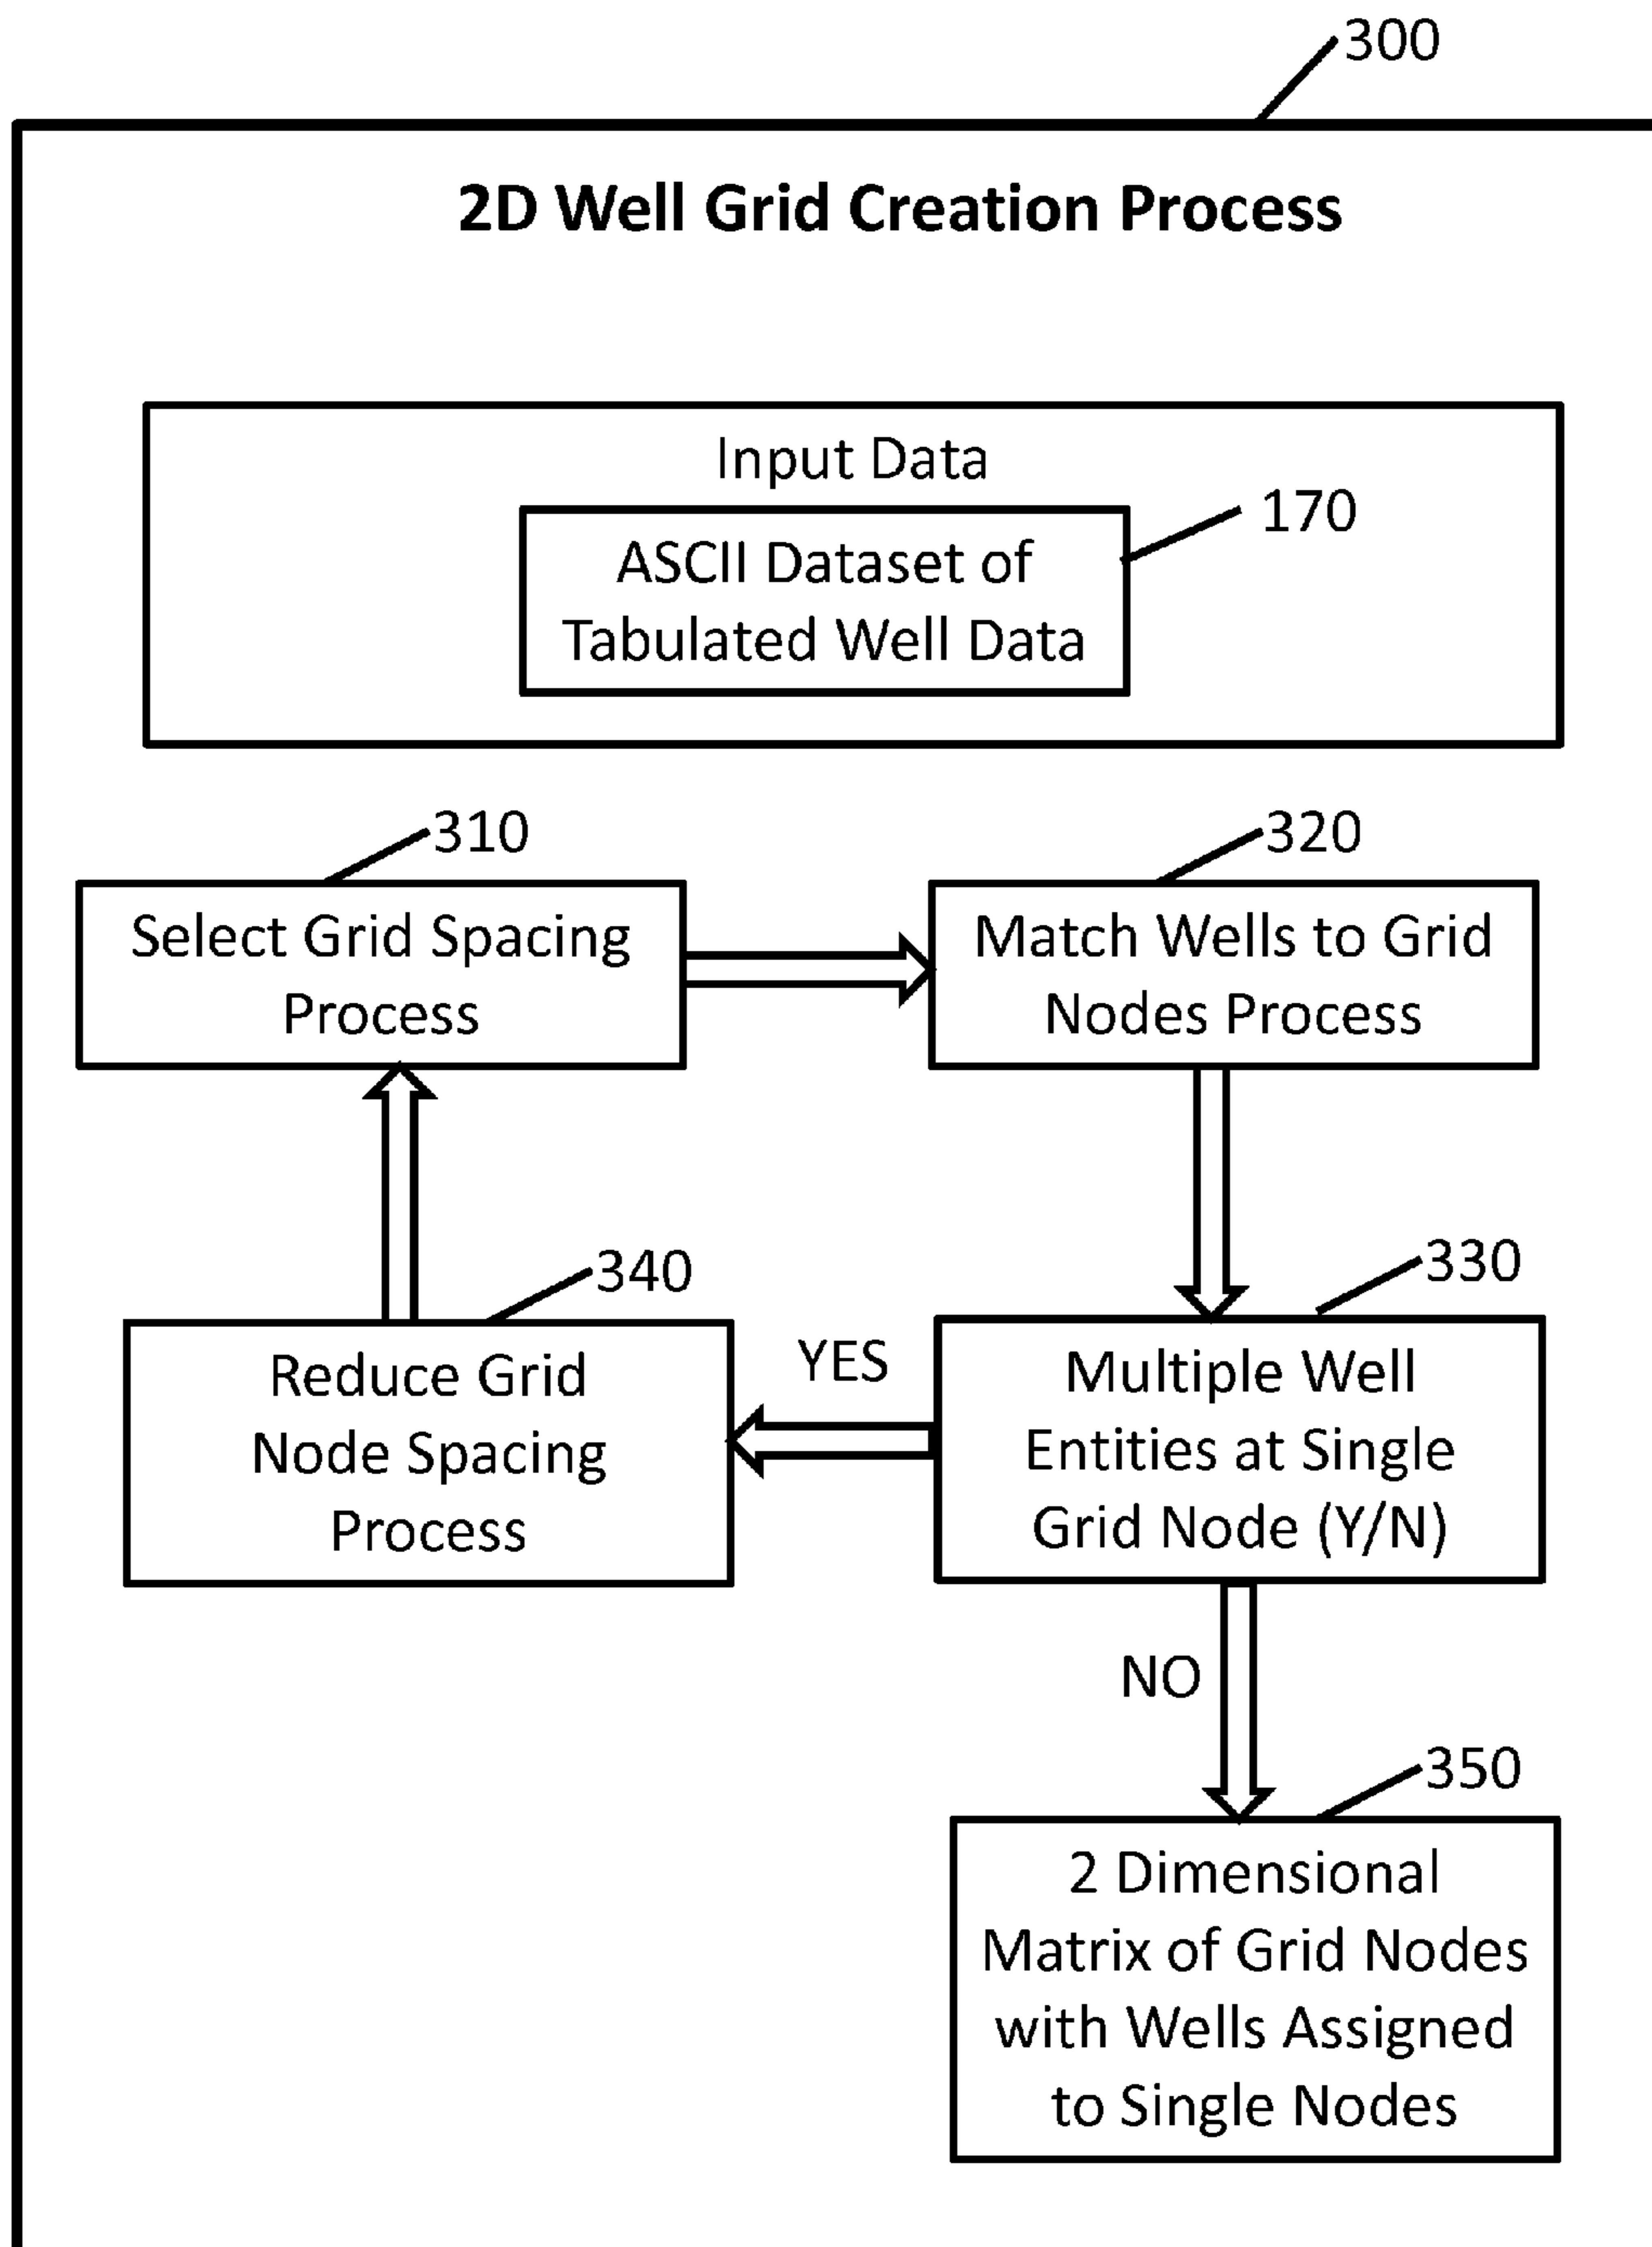 300
2D Well Grid Creation Process
Input Data
170
ASCII Dataset of
Tabulated Well Data
310
Select Grid Spacing
Process
320
Match Wells to Grid
Nodes Process
340
Reduce Grid
Node Spacing
Process
YES
330
Multiple Well
Entities at Single
Grid Node (Y/N)
NO
350
2 Dimensional
Matrix of Grid Nodes
with Wells Assigned
to Single Nodes